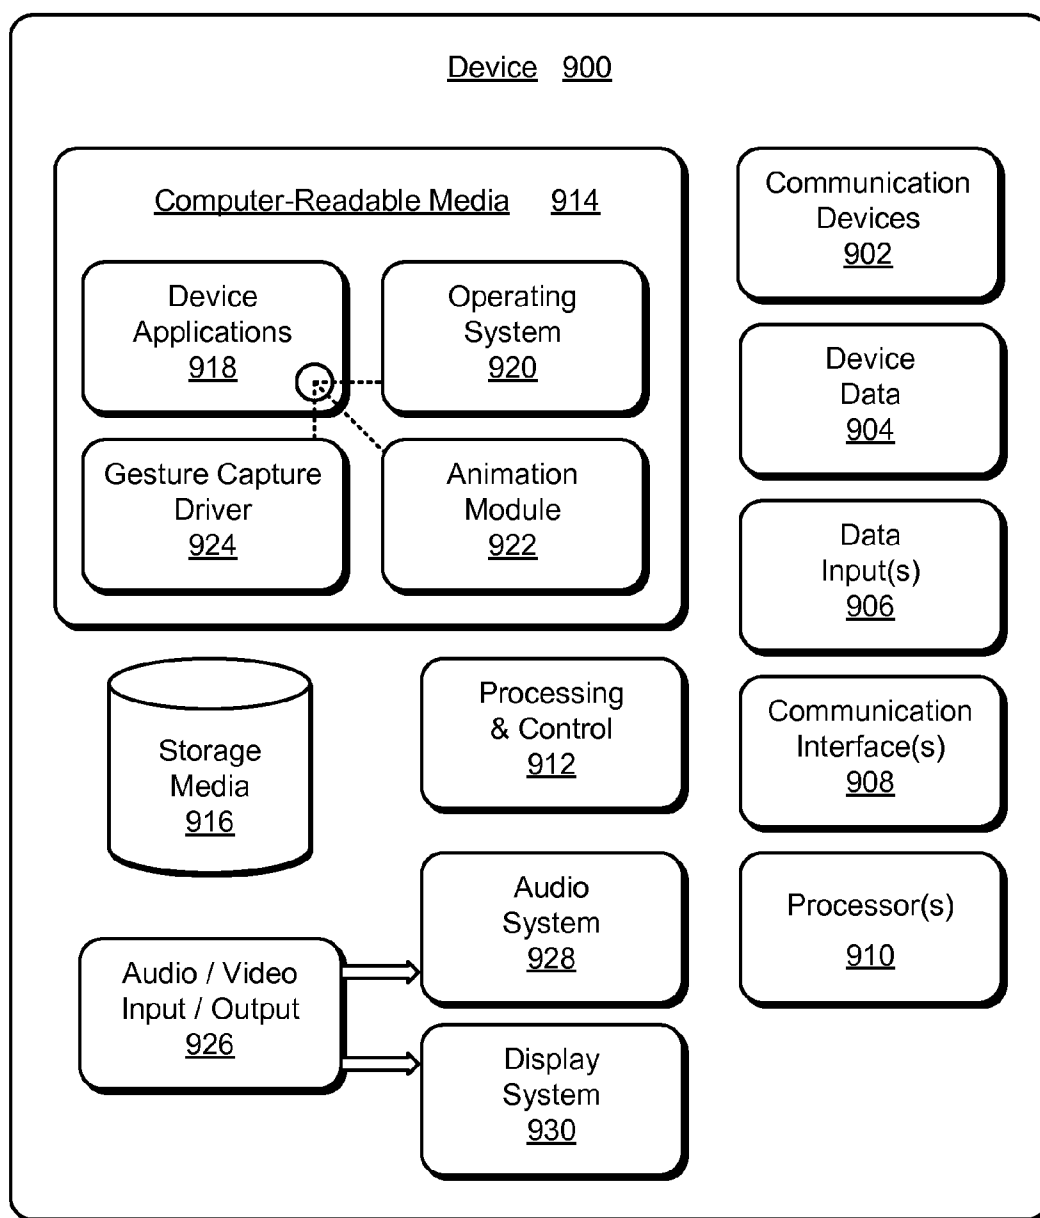 Device 900
Computer-Readable Media 914
Device
Applications
918
Operating
System
920
Gesture Capture
Driver
924
Animation
Module
922
Communication
Devices
902
Device
Data
904
Data
Input(s)
906
Communication
Interface(s)
908
Processor(s)
910
Storage
Media
916
Processing
& Control
912
Audio / Video
Input / Output
926
Audio
System
928
Display
System
930